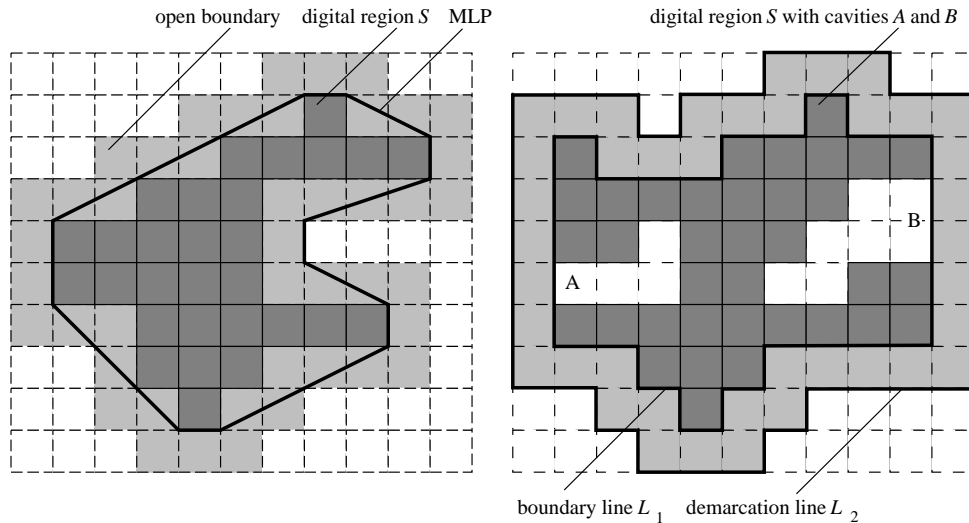 open boundary
digital region S
MLP
digital region S with cavities A and B
B
A
boundary line L 1
demarcation line L 2